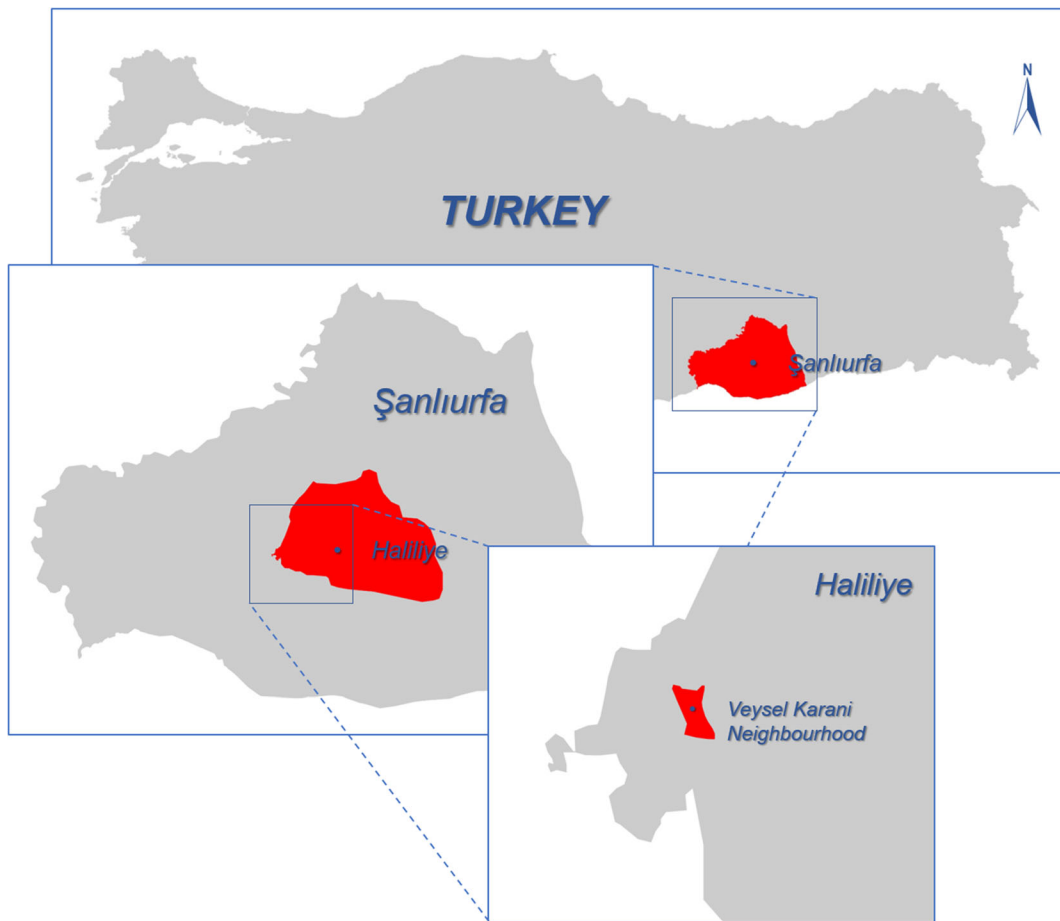 N
TURKEY
Şanlıurfa
Şanlıurfa
Haliliye
Haliliye
Veysel Karani
Neighbourhood